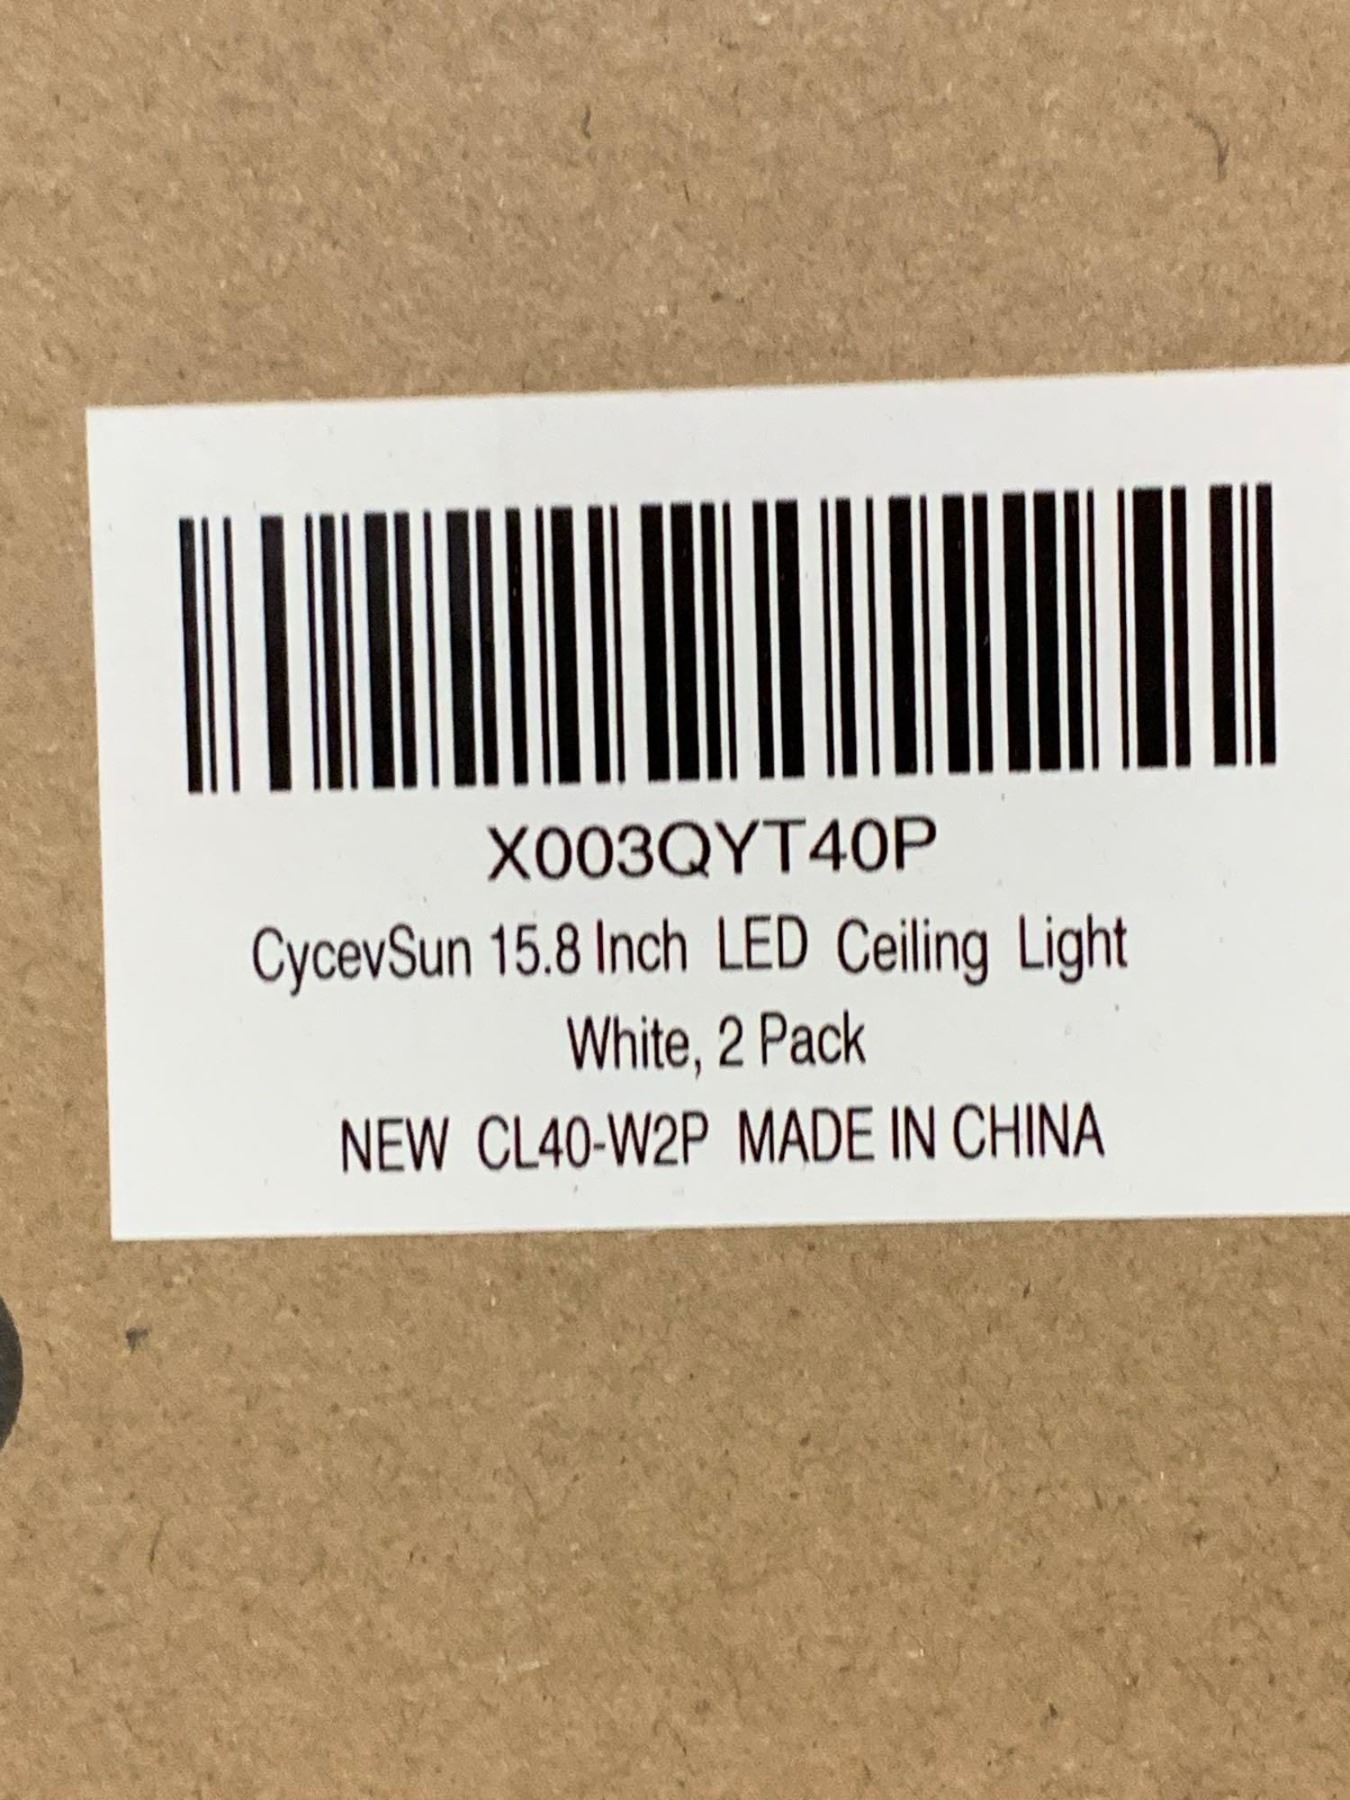 X003QYT40P
CycevSun 15.8 Inch LED Ceiling Light
White, 2 Pack
NEW CL40-W2P MADE IN CHINA